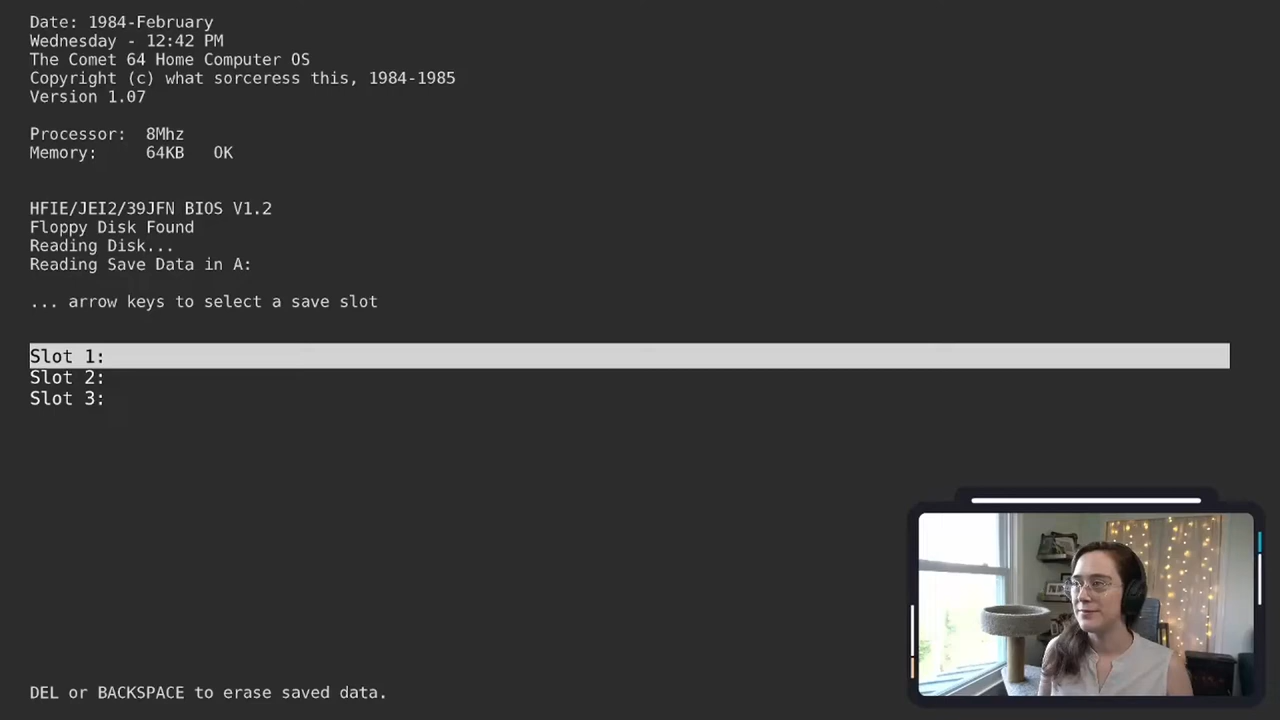 Date: 1984-February
Wednesday - 12:42 PM
The Comet 64 Home Computer OS
Copyright (c) what sorceress this, 1984-1985
Version 1.07
Processor:  8Mhz
Memory:     64KB   OK
HFIE/JEI2/39JFN BIOS V1.2
Floppy Disk Found
Reading Disk...
Reading Save Data in A:
... arrow keys to select a save slot
Slot 1:
Slot 2:
Slot 3:
DEL or BACKSPACE to erase saved data.